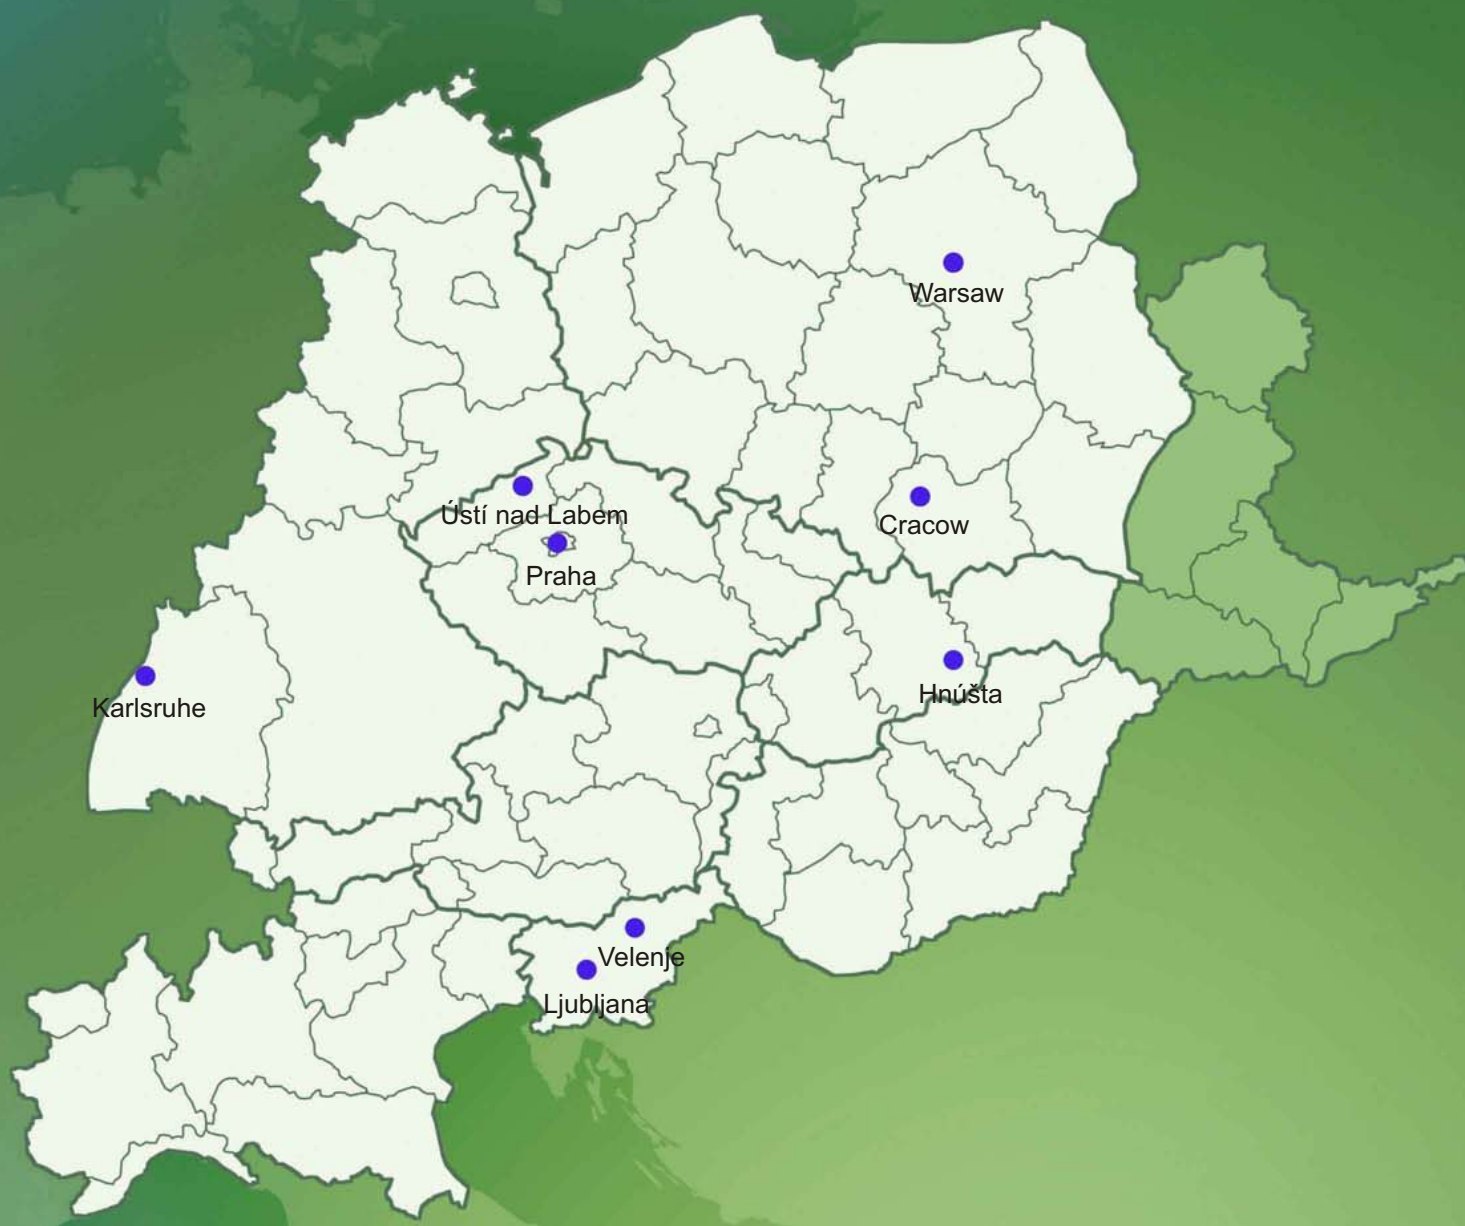 Warsaw
Ústí nad Labem
Cracow
Praha
Hnúšta
Karlsruhe
Velenje
Ljubljana